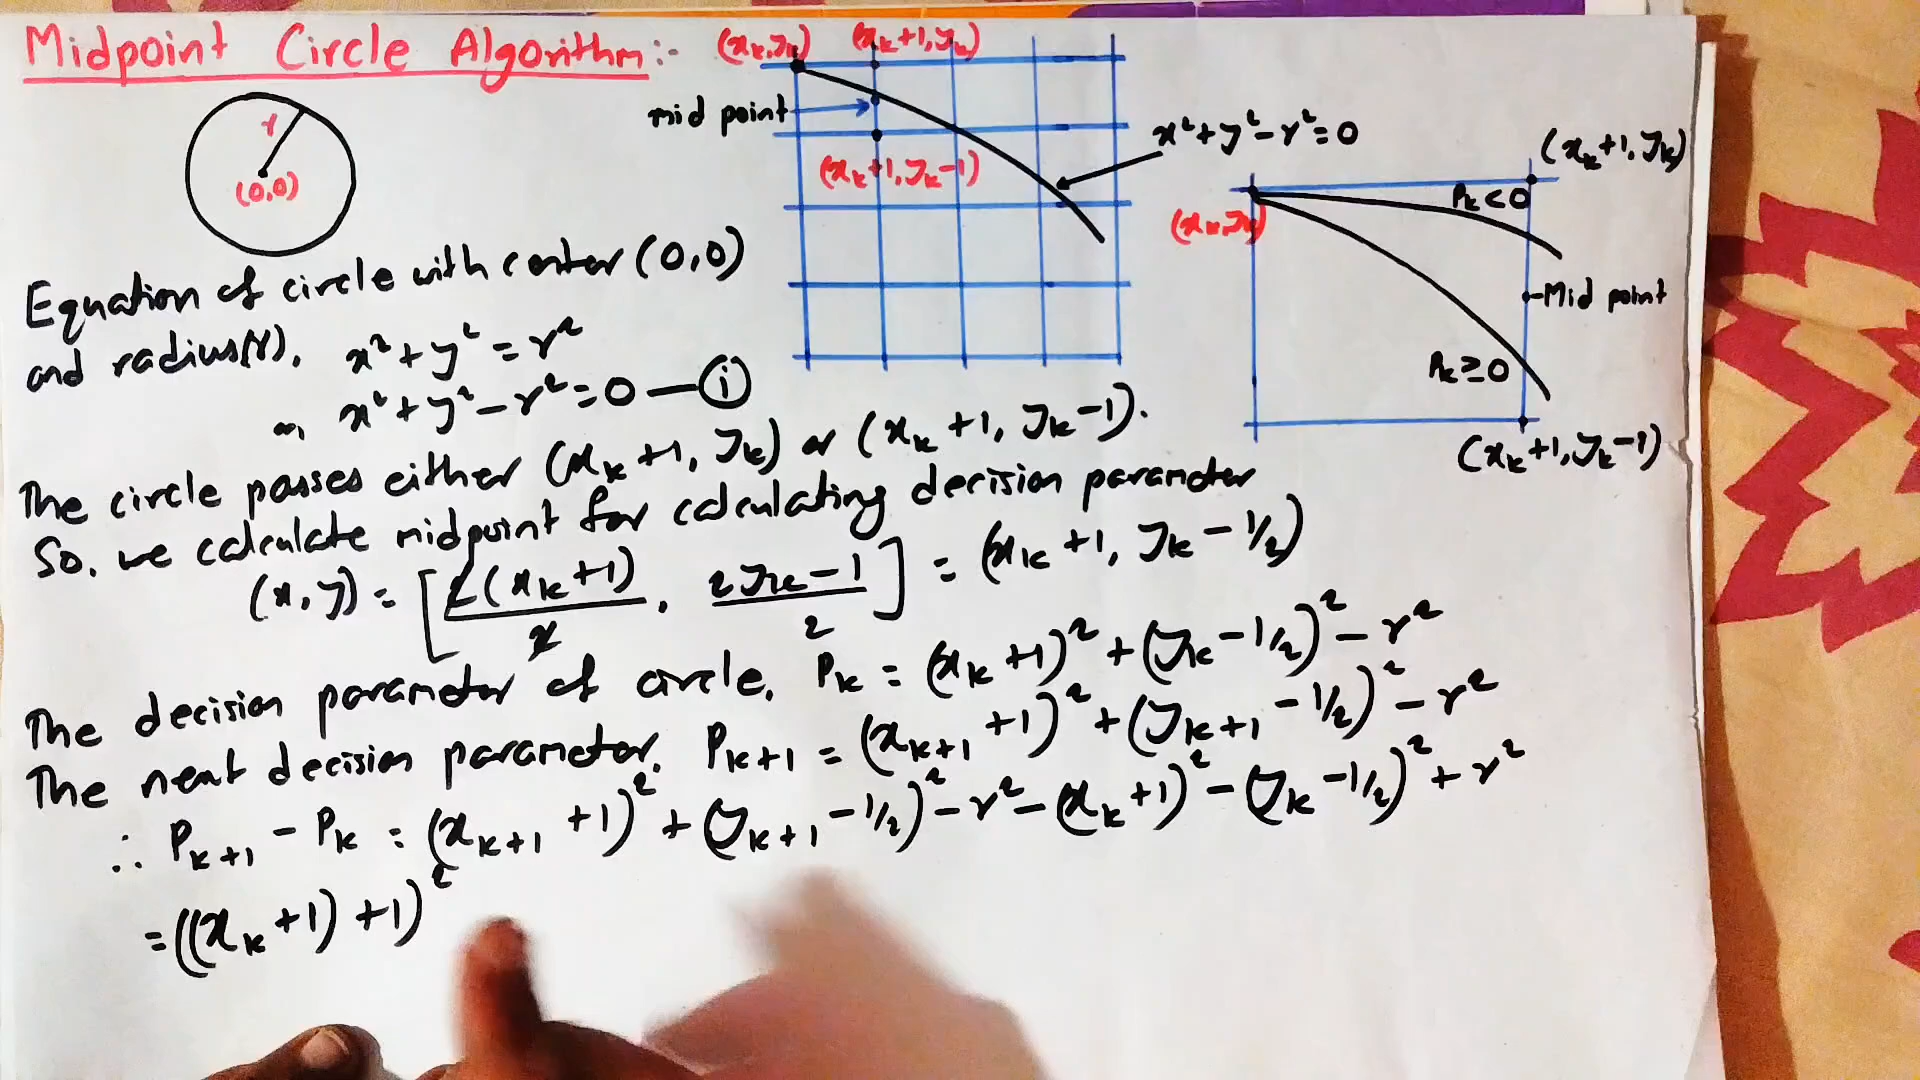 Midpoint Circle Algorithm:-
r
(0,0)
(xₖ,yₖ) (xₖ+1,yₖ)
mid point
(xₖ+1,yₖ-1)
x²+y²-r²=0
(xₖ+1,yₖ)
Pₖ<0
(xₖ,yₖ)
Mid point
Pₖ≥0
(xₖ+1,yₖ-1)
Equation of circle with center (0,0)
and radius(r), x²+y²=r²
or, x²+y²-r²=0 — (i)
The circle passes either (xₖ+1, yₖ) or (xₖ+1, yₖ-1).
So, we calculate midpoint for calculating decision parameter
(x,y) = [2(xₖ+1)/2, 2yₖ-1/2] = (xₖ+1, yₖ-1/2)
The decision parameter of circle, Pₖ = (xₖ+1)²+(yₖ-1/2)²-r²
The next decision parameter, Pₖ₊₁ = (xₖ₊₁+1)²+(yₖ₊₁-1/2)²-r²
∴ Pₖ₊₁ - Pₖ = (xₖ₊₁+1)²+(yₖ₊₁-1/2)²-r²-(xₖ+1)²-(yₖ-1/2)²+r²
=((xₖ+1)+1)²